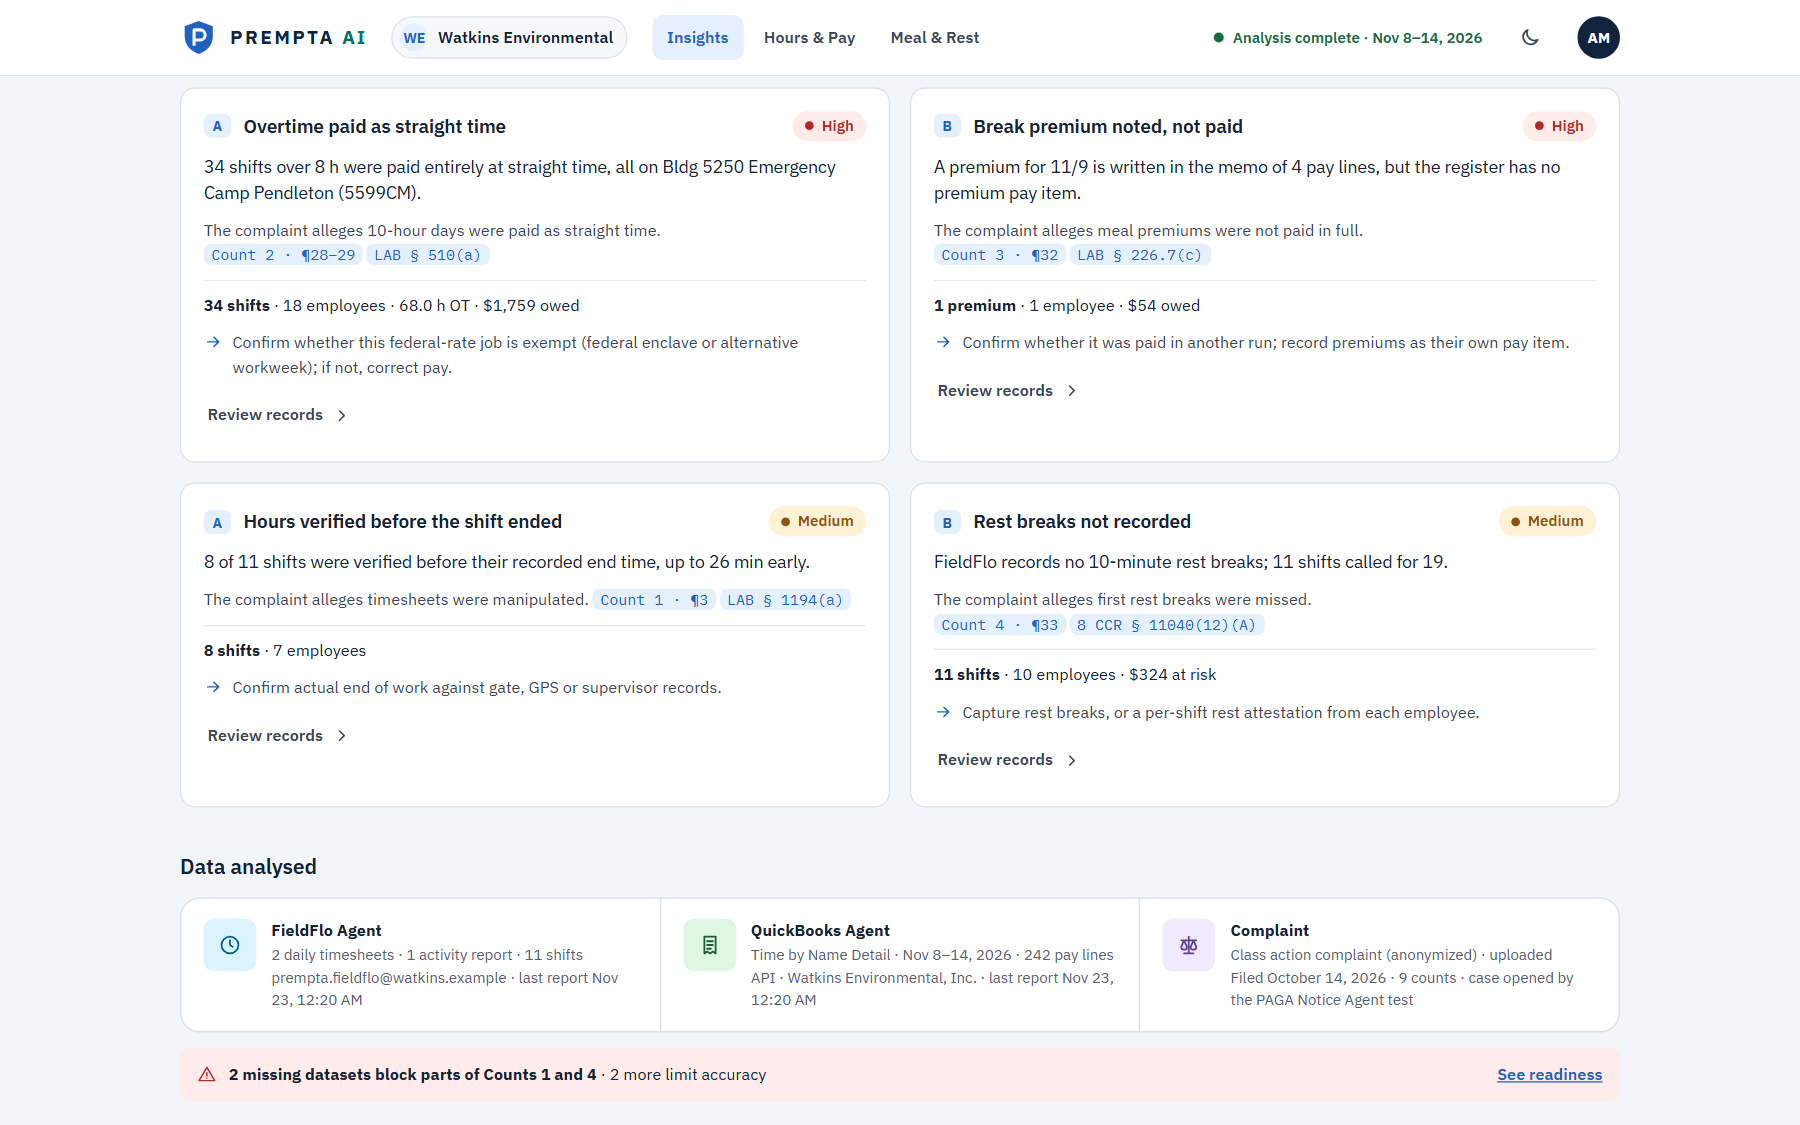 PREMPTA AI
WE Watkins Environmental
Insights
Hours & Pay
Meal & Rest
Analysis complete · Nov 8–14, 2026
AM
A Overtime paid as straight time
High
34 shifts over 8 h were paid entirely at straight time, all on Bldg 5250 Emergency
Camp Pendleton (5599CM).
The complaint alleges 10-hour days were paid as straight time.
Count 2 · ¶28–29 LAB § 510(a)
34 shifts · 18 employees · 68.0 h OT · $1,759 owed
→ Confirm whether this federal-rate job is exempt (federal enclave or alternative
workweek); if not, correct pay.
Review records
B Break premium noted, not paid
High
A premium for 11/9 is written in the memo of 4 pay lines, but the register has no
premium pay item.
The complaint alleges meal premiums were not paid in full.
Count 3 · ¶32 LAB § 226.7(c)
1 premium · 1 employee · $54 owed
→ Confirm whether it was paid in another run; record premiums as their own pay item.
Review records
A Hours verified before the shift ended
Medium
8 of 11 shifts were verified before their recorded end time, up to 26 min early.
The complaint alleges timesheets were manipulated. Count 1 · ¶3 LAB § 1194(a)
8 shifts · 7 employees
→ Confirm actual end of work against gate, GPS or supervisor records.
Review records
B Rest breaks not recorded
Medium
FieldFlo records no 10-minute rest breaks; 11 shifts called for 19.
The complaint alleges first rest breaks were missed.
Count 4 · ¶33 8 CCR § 11040(12)(A)
11 shifts · 10 employees · $324 at risk
→ Capture rest breaks, or a per-shift rest attestation from each employee.
Review records
Data analysed
FieldFlo Agent
2 daily timesheets · 1 activity report · 11 shifts
prempta.fieldflo@watkins.example · last report Nov
23, 12:20 AM
QuickBooks Agent
Time by Name Detail · Nov 8–14, 2026 · 242 pay lines
API · Watkins Environmental, Inc. · last report Nov 23,
12:20 AM
Complaint
Class action complaint (anonymized) · uploaded
Filed October 14, 2026 · 9 counts · case opened by
the PAGA Notice Agent test
2 missing datasets block parts of Counts 1 and 4 · 2 more limit accuracy
See readiness